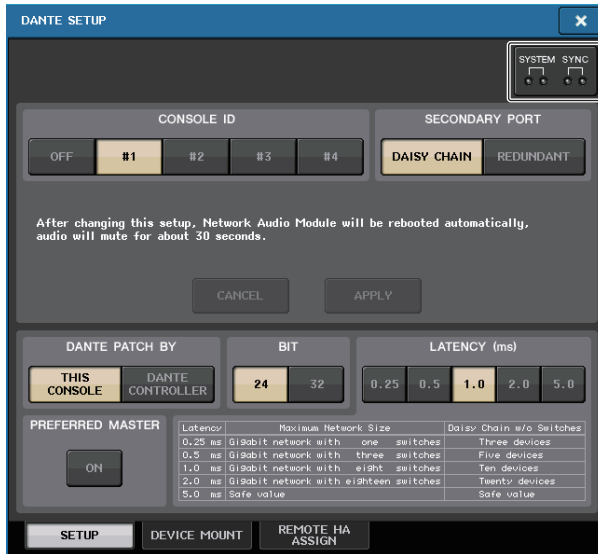 DANTE SETUP
×
SYSTEM SYNC
CONSOLE ID
OFF #1 #2 #3 #4
SECONDARY PORT
DAISY CHAIN REDUNDANT
After changing this setup, Network Audio Module will be rebooted automatically,
audio will mute for about 30 seconds.
CANCEL APPLY
DANTE PATCH BY
THIS CONSOLE
DANTE CONTROLLER
BIT
24 32
LATENCY (ms)
0.25 0.5 1.0 2.0 5.0
PREFERRED MASTER
ON
Latency Maximum Network Size Daisy Chain w/o Switches
0.25 ms Gigabit network with one switches Three devices
0.5 ms Gigabit network with three switches Five devices
1.0 ms Gigabit network with eight switches Ten devices
2.0 ms Gigabit network with eighteen switches Twenty devices
5.0 ms Safe value Safe value
SETUP DEVICE MOUNT REMOTE HA ASSIGN